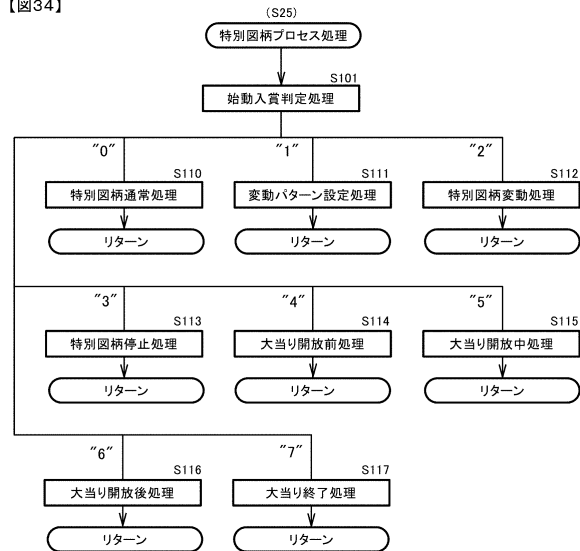 【図34】
(S25)
特別図柄プロセス処理
S101
始動入賞判定処理
"0" "1" "2"
S110 S111 S112
特別図柄通常処理 変動パターン設定処理 特別図柄変動処理
リターン リターン リターン
"3" "4" "5"
S113 S114 S115
特別図柄停止処理 大当り開放前処理 大当り開放中処理
リターン リターン リターン
"6" "7"
S116 S117
大当り開放後処理 大当り終了処理
リターン リターン